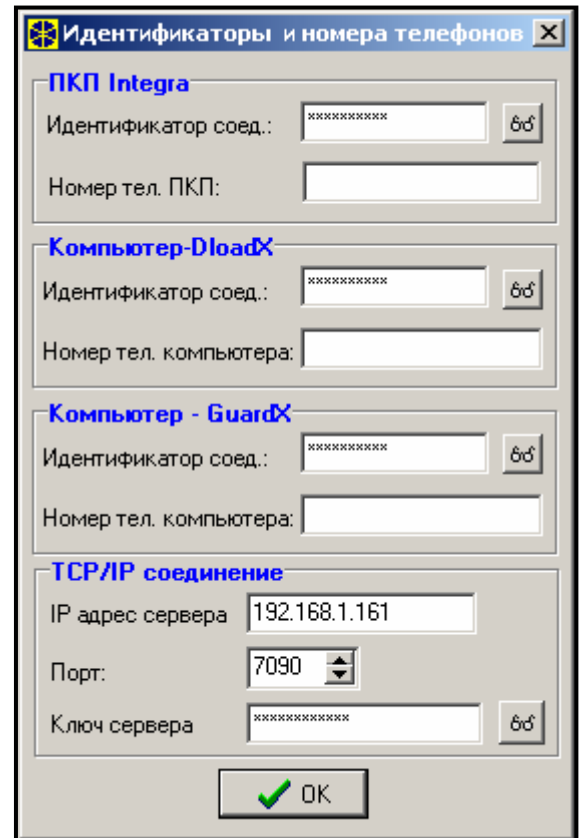 Идентификаторы и номера телефонов
ПКП Integra
Идентификатор соед.: **********
Номер тел. ПКП:
Компьютер-DloadX
Идентификатор соед.: **********
Номер тел. компьютера:
Компьютер - GuardX
Идентификатор соед.: **********
Номер тел. компьютера:
TCP/IP соединение
IP адрес сервера 192.168.1.161
Порт: 7090
Ключ сервера ************
OK